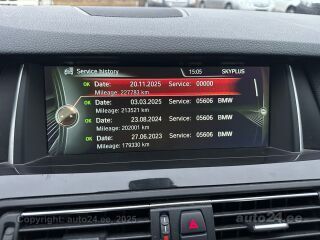 Service history
15:05
SKYPLUS
OK Date: 20.11.2025 Service: 00000
Mileage: 227783 km
OK Date: 03.03.2025 Service: 05606 BMW
Mileage: 213521 km
OK Date: 23.08.2024 Service: 05606 BMW
Mileage: 202001 km
OK Date: 27.06.2023 Service: 05606 BMW
Mileage: 179330 km
Copyright auto24.ee, 2025
auto24.ee